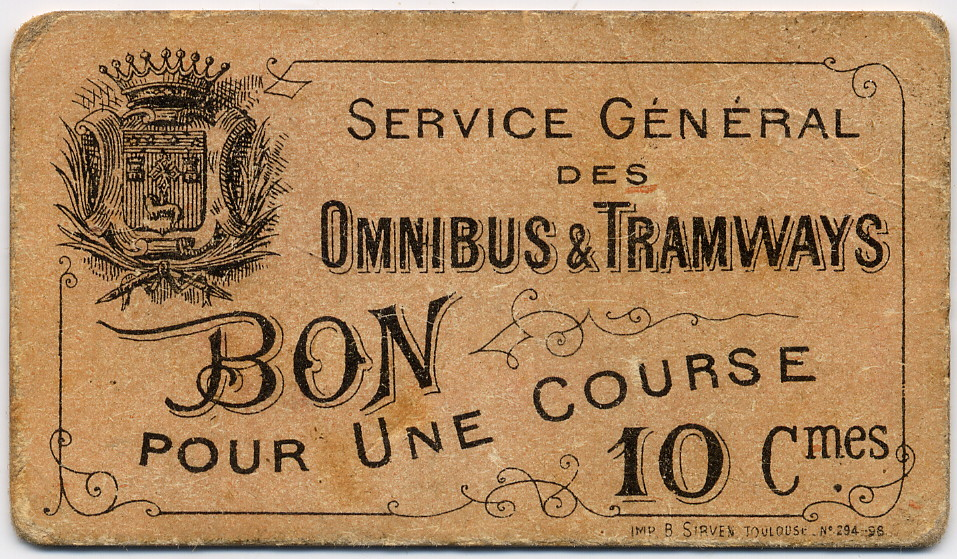 SERVICE GÉNÉRAL
DES
OMNIBUS & TRAMWAYS
BON
POUR UNE COURSE
10 Cmes
IMP. B. SIRVEN TOULOUSE. N° 294-98